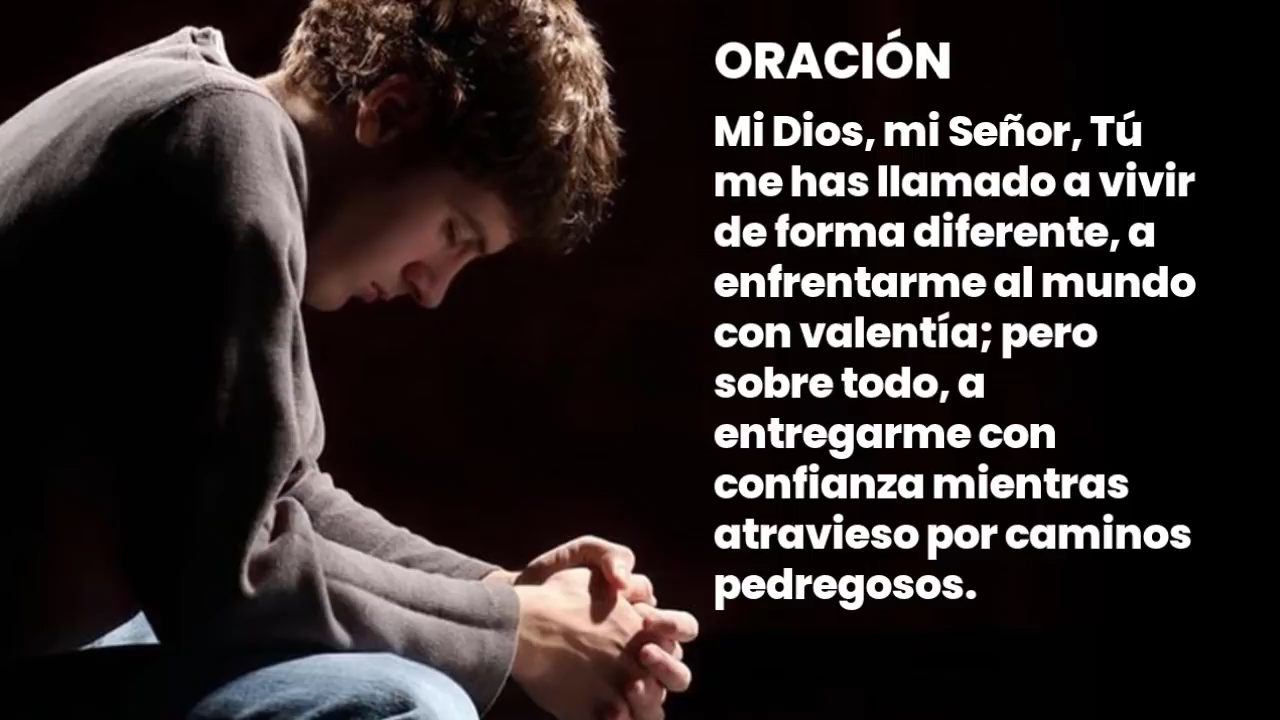 ORACIÓN
Mi Dios, mi Señor, Tú
me has llamado a vivir
de forma diferente, a
enfrentarme al mundo
con valentía; pero
sobre todo, a
entregarme con
confianza mientras
atravieso por caminos
pedregosos.